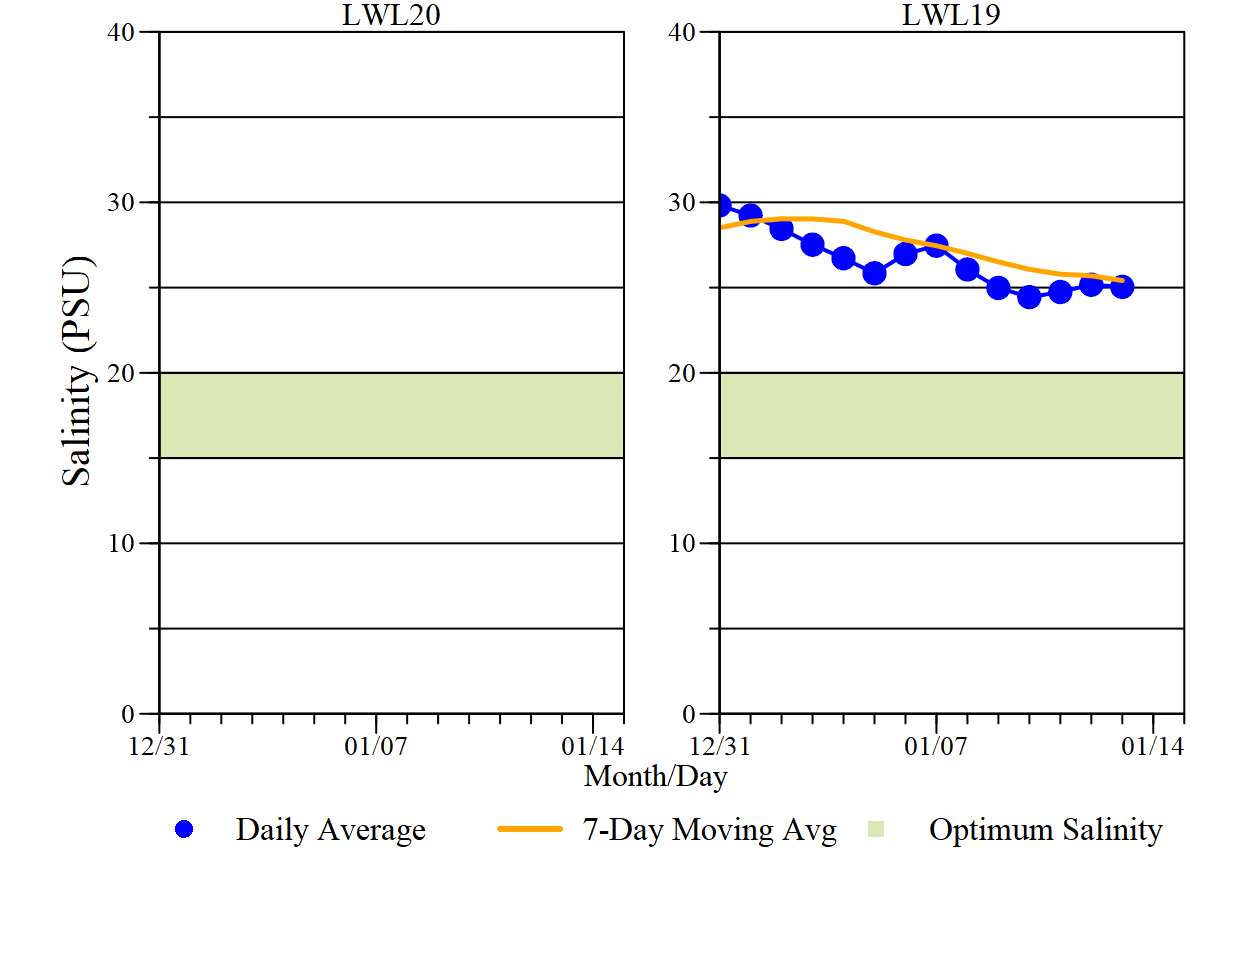 LWL20 LWL19
40 40
30 30
20 20
10 10
0 0
Salinity (PSU)
12/31 01/07 01/14 12/31 01/07 01/14
Month/Day
Daily Average 7-Day Moving Avg Optimum Salinity